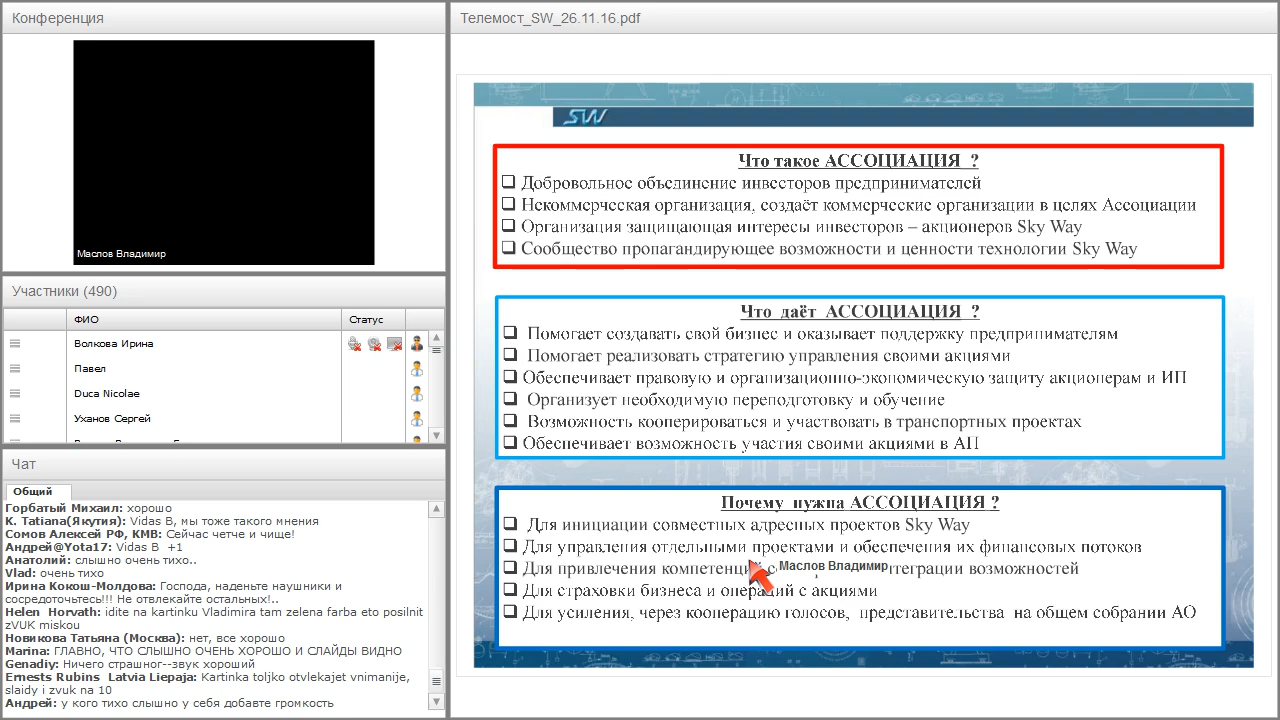 Конференция
Маслов Владимир
Участники (490)
ФИО
Статус
Волкова Ирина
Павел
Duca Nicolae
Уханов Сергей
Чат
Общий
Горбатый Михаил: хорошо
K. Tatiana(Якутия): Vidas B, мы тоже такого мнения
Сомов Алексей РФ, КМВ: Сейчас четче и чище!
Андрей@Yota17: Vidas B  +1
Анатолий: слышно очень тихо..
Vlad: очень тихо
Ирина Кокош-Молдова: Господа, наденьте наушники и
сосредоточьтесь!!! Не отвлекайте остальных!..
Helen  Horvath: idite na kartinku Vladimira tam zelena farba eto posilnit
zVUK miskou
Новикова Татьяна (Москва): нет, все хорошо
Marina: ГЛАВНО, ЧТО СЛЫШНО ОЧЕНЬ ХОРОШО И СЛАЙДЫ ВИДНО
Genadiy: Ничего страшног--звук хороший
Ernests Rubins  Latvia Liepaja: Kartinka toljko otvlekajet vnimanije,
slaidy i zvuk na 10
Андрей: у кого тихо слышно у себя добавте громкость
Телемост_SW_26.11.16.pdf
SW
Что такое АССОЦИАЦИЯ ?
Добровольное объединение инвесторов предпринимателей
Некоммерческая организация, создаёт коммерческие организации в целях Ассоциации
Организация защищающая интересы инвесторов – акционеров Sky Way
Сообщество пропагандирующее возможности и ценности технологии Sky Way
Что даёт АССОЦИАЦИЯ ?
Помогает создавать свой бизнес и оказывает поддержку предпринимателям
Помогает реализовать стратегию управления своими акциями
Обеспечивает правовую и организационно-экономическую защиту акционерам и ИП
Организует необходимую переподготовку и обучение
Возможность кооперироваться и участвовать в транспортных проектах
Обеспечивает возможность участия своими акциями в АП
Почему нужна АССОЦИАЦИЯ ?
Для инициации совместных адресных проектов Sky Way
Для управления отдельными проектами и обеспечения их финансовых потоков
Для привлечения компетенций Маслов Владимир нтеграции возможностей
Для страховки бизнеса и операций с акциями
Для усиления, через кооперацию голосов, представительства на общем собрании АО